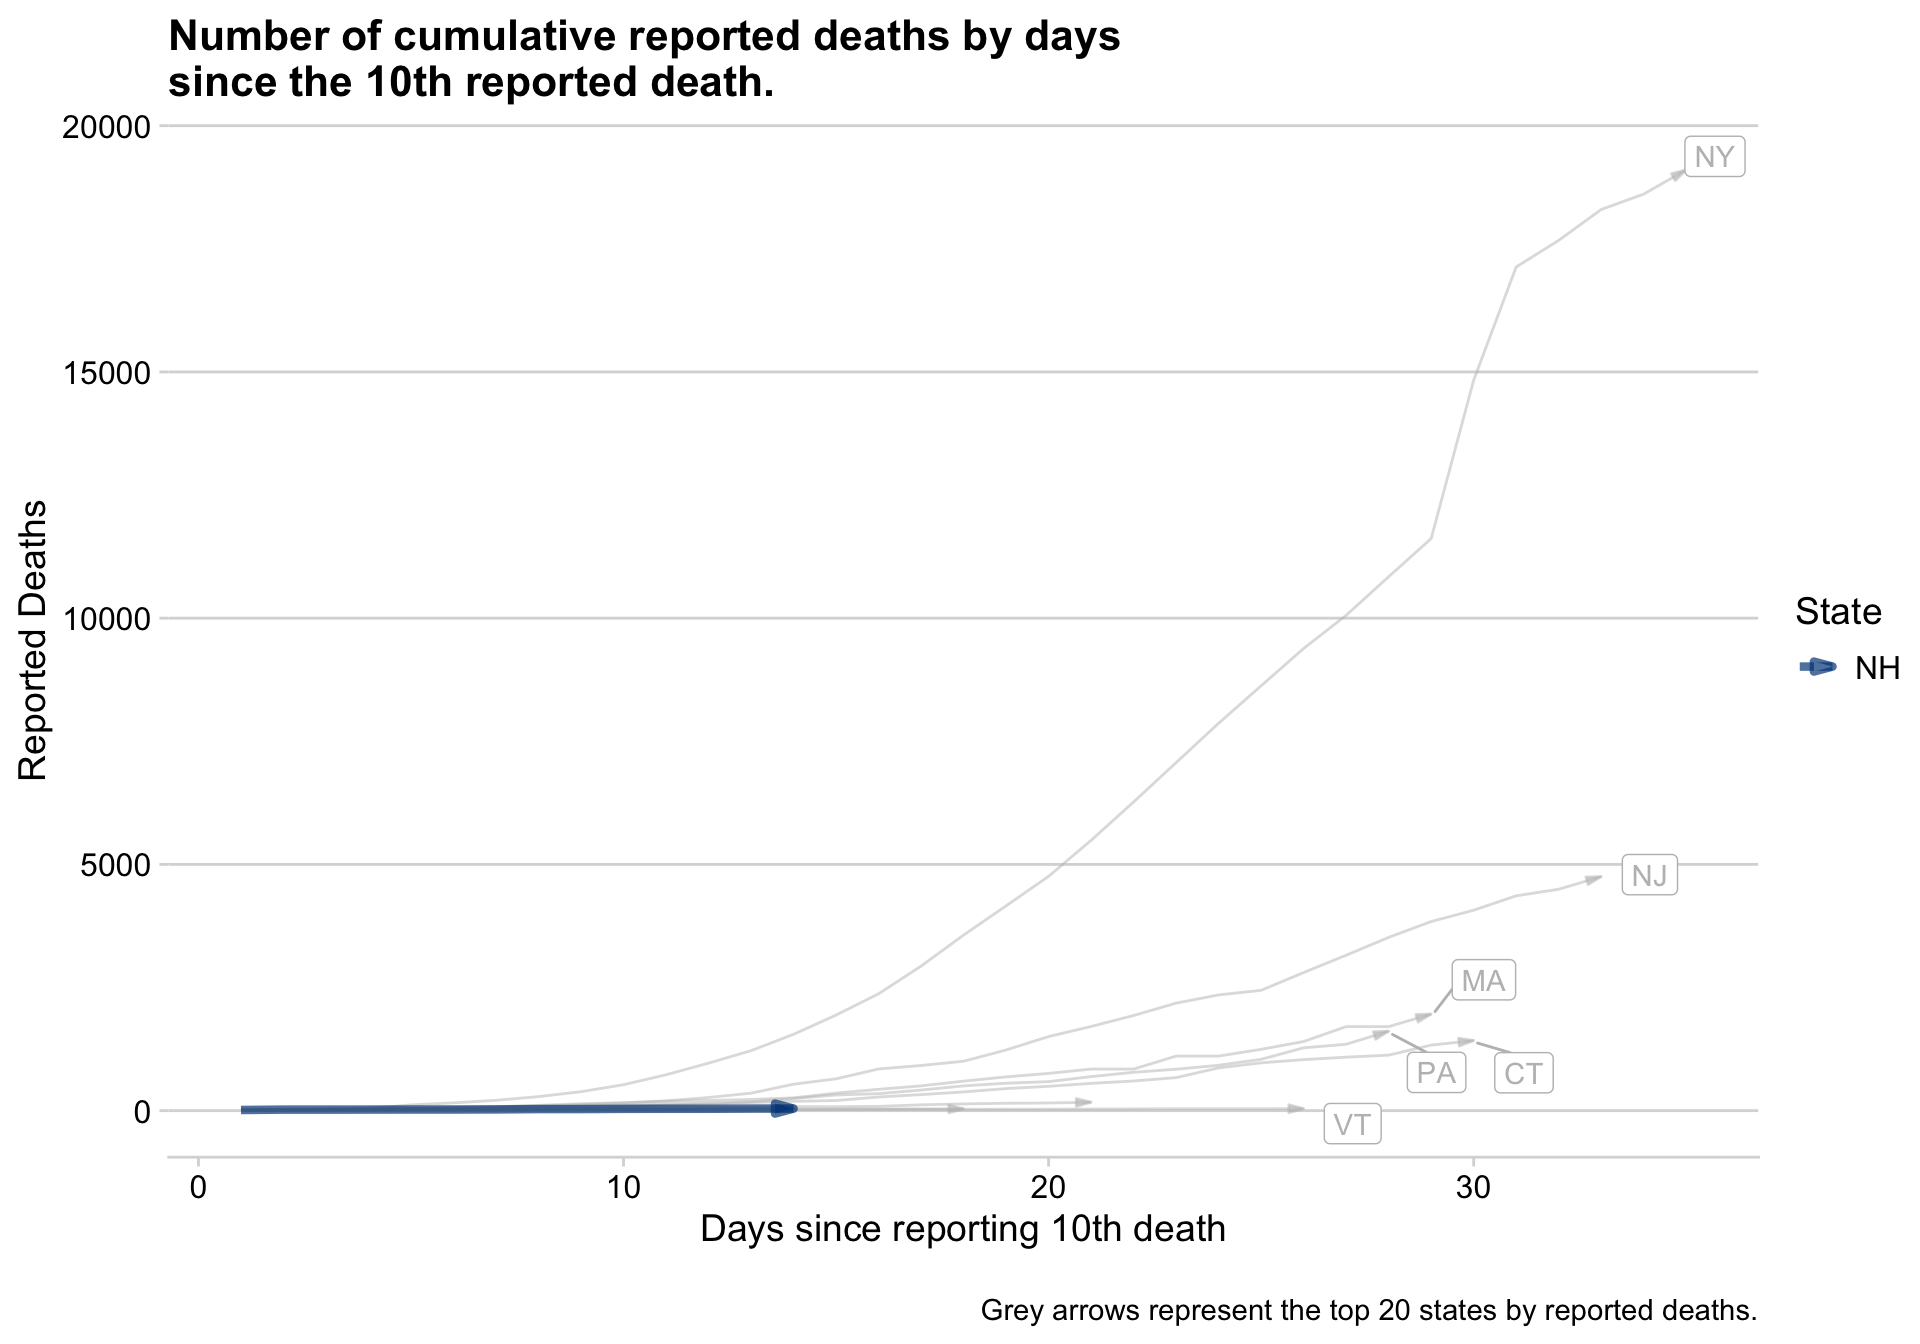 Number of cumulative reported deaths by days
since the 10th reported death.
20000
15000
10000
5000
0
Reported Deaths
NY
NJ
MA
PA
CT
VT
State
NH
0
10
20
30
Days since reporting 10th death
Grey arrows represent the top 20 states by reported deaths.